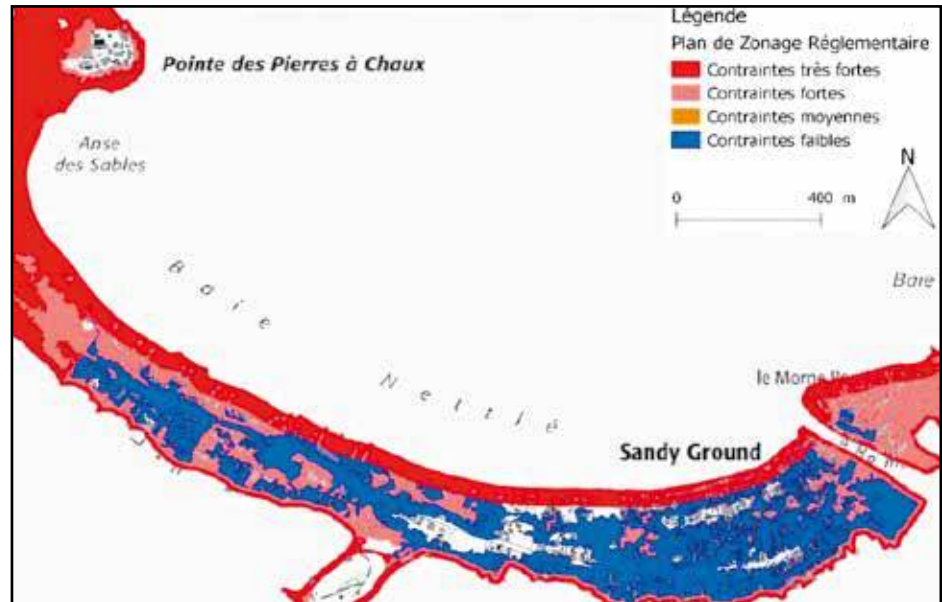 Légende
Plan de Zonage Réglementaire
Contraintes très fortes
Contraintes fortes
Contraintes moyennes
Contraintes faibles
N
0 400 m
Pointe des Pierres à Chaux
Anse
des Sables
Baie
Nettlé
Baie
le Morne
Sandy Ground